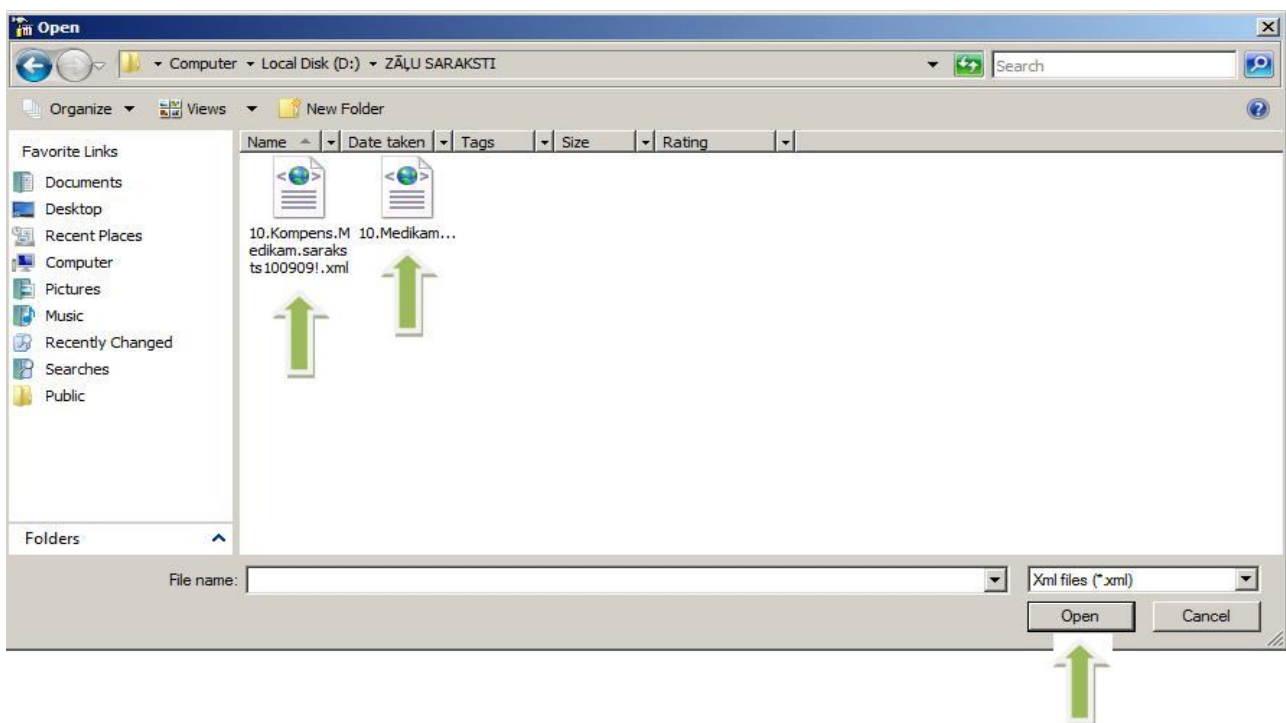 Open
Computer Local Disk (D:) ZĀĻU SARAKSTI
Search
Organize Views New Folder
Favorite Links
Documents
Desktop
Recent Places
Computer
Pictures
Music
Recently Changed
Searches
Public
Folders
Name Date taken Tags Size Rating
10.Kompens.M
edikam.saraks
ts100909!.xml
10.Medikam...
File name:
Xml files (*.xml)
Open Cancel